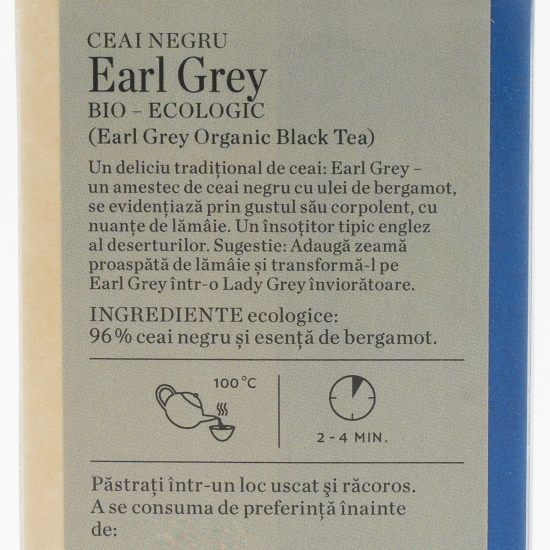 CEAI NEGRU
Earl Grey
BIO – ECOLOGIC
(Earl Grey Organic Black Tea)
Un deliciu tradițional de ceai: Earl Grey –
un amestec de ceai negru cu ulei de bergamot,
se evidențiază prin gustul său corpolent, cu
nuanțe de lămâie. Un însoțitor tipic englez
al deserturilor. Sugestie: Adaugă zeamă
proaspătă de lămâie și transformă-l pe
Earl Grey într-o Lady Grey înviorătoare.
INGREDIENTE ecologice:
96% ceai negru și esență de bergamot.
100°C
2 - 4 MIN.
Păstrați într-un loc uscat și răcoros.
A se consuma de preferință înainte
de: